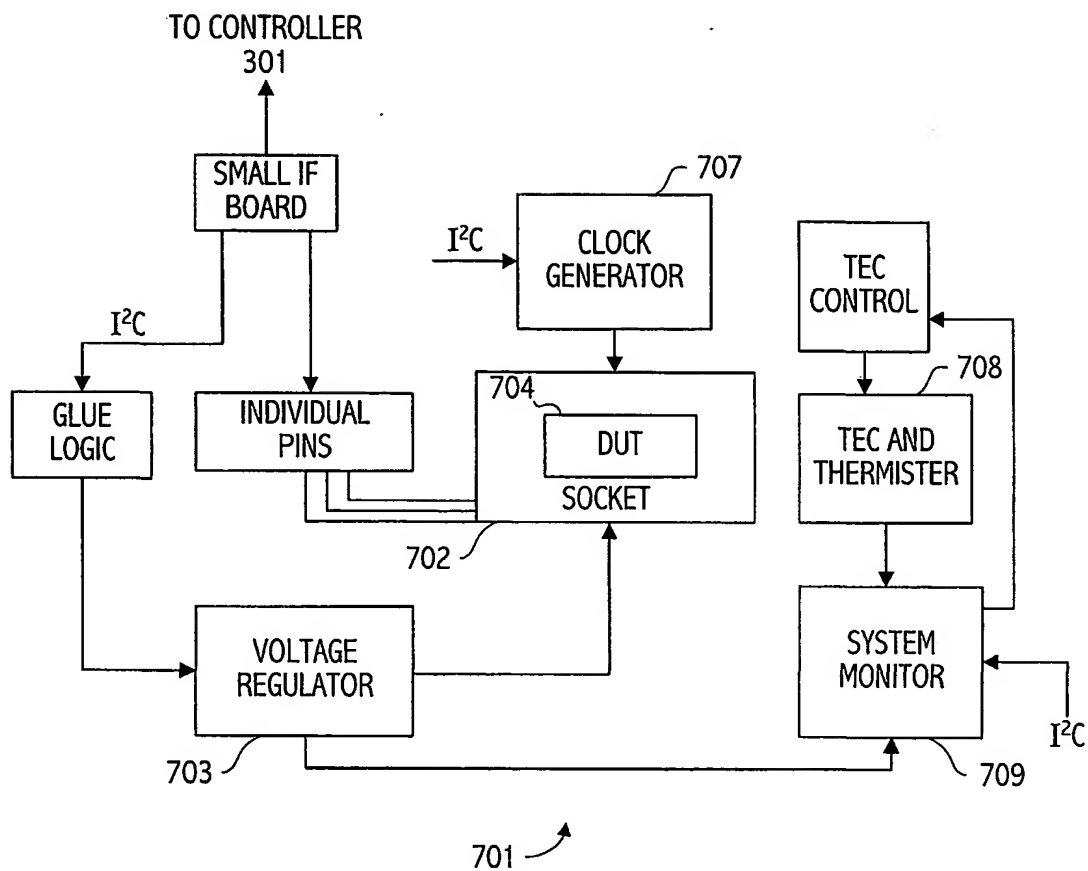 TO CONTROLLER
301
SMALL IF
BOARD
707
I²C
CLOCK
GENERATOR
TEC
CONTROL
I²C
704
708
GLUE
LOGIC
INDIVIDUAL
PINS
DUT
SOCKET
TEC AND
THERMISTER
702
VOLTAGE
REGULATOR
SYSTEM
MONITOR
I²C
703
709
701